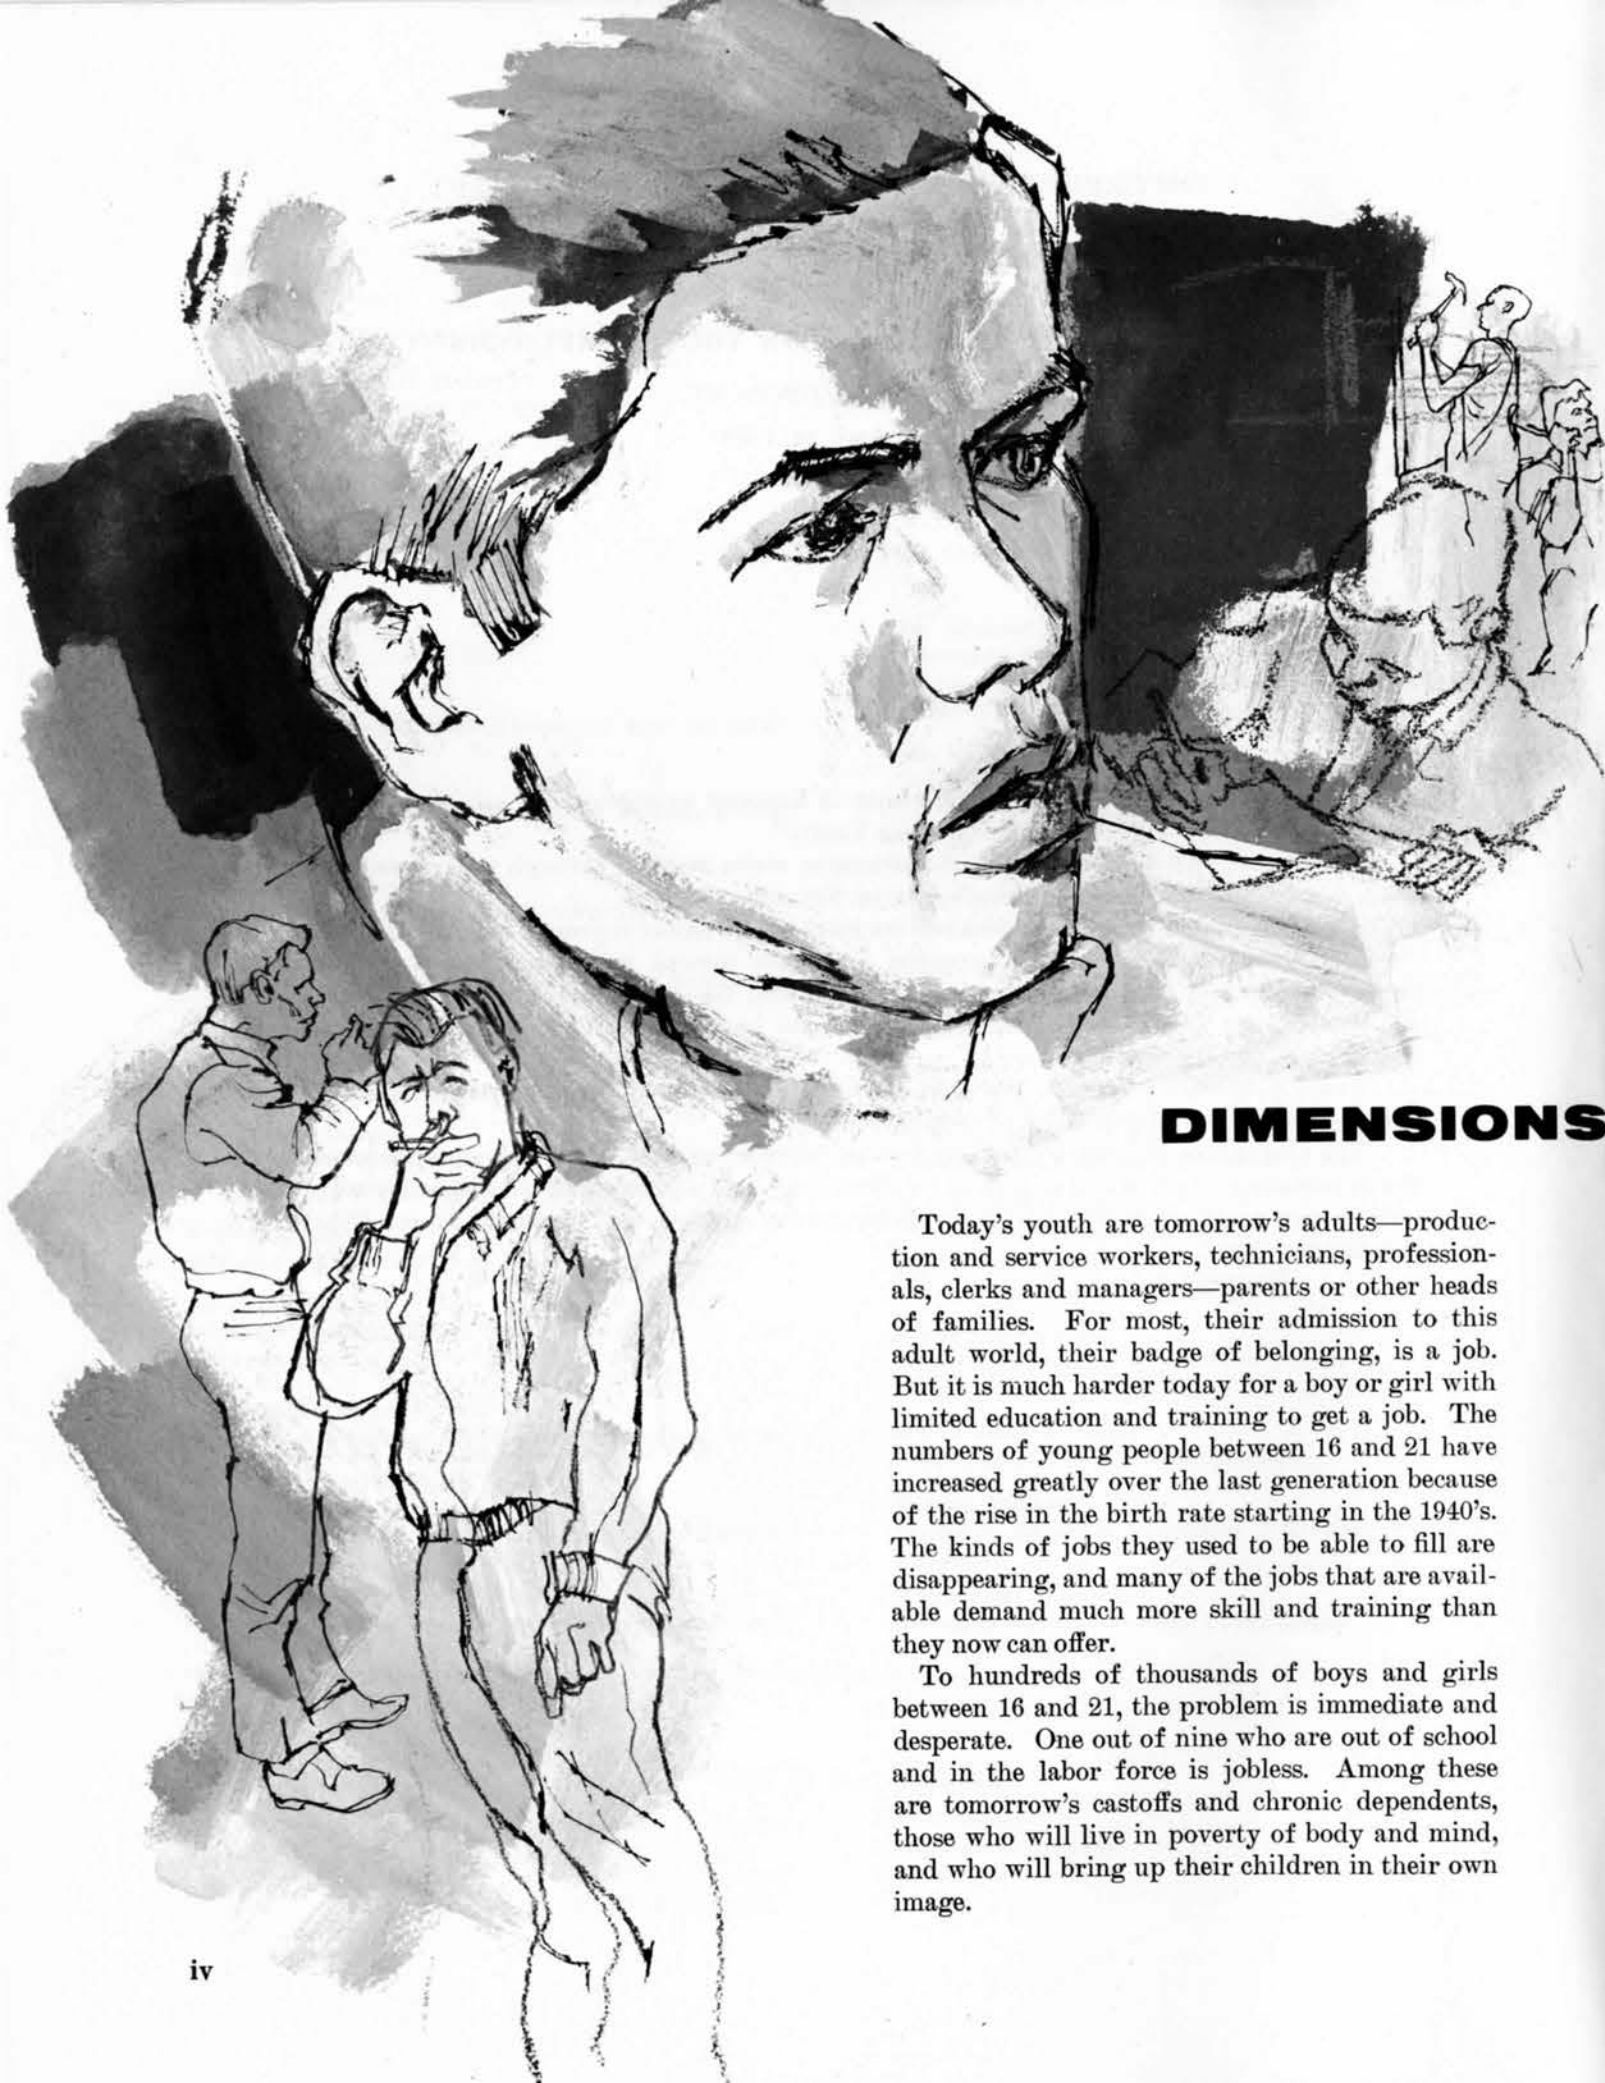 DIMENSIONS
Today's youth are tomorrow's adults—produc-
tion and service workers, technicians, profession-
als, clerks and managers—parents or other heads
of families. For most, their admission to this
adult world, their badge of belonging, is a job.
But it is much harder today for a boy or girl with
limited education and training to get a job. The
numbers of young people between 16 and 21 have
increased greatly over the last generation because
of the rise in the birth rate starting in the 1940's.
The kinds of jobs they used to be able to fill are
disappearing, and many of the jobs that are avail-
able demand much more skill and training than
they now can offer.
To hundreds of thousands of boys and girls
between 16 and 21, the problem is immediate and
desperate. One out of nine who are out of school
and in the labor force is jobless. Among these
are tomorrow's castoffs and chronic dependents,
those who will live in poverty of body and mind,
and who will bring up their children in their own
image.
iv